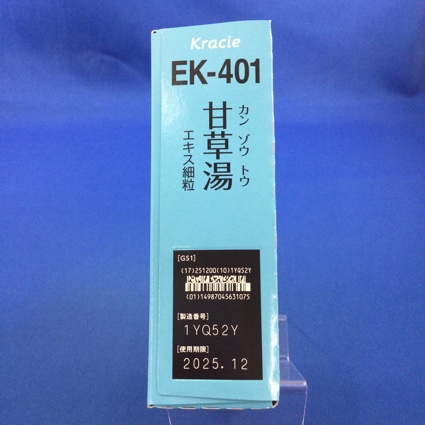 Kracie
EK-401
甘草湯
カン ゾウ トウ
エキス細粒
[GS1]
(17)251200(10)1YQ52Y
(01)14987045631075
[製造番号]
1YQ52Y
[使用期限]
2025.12